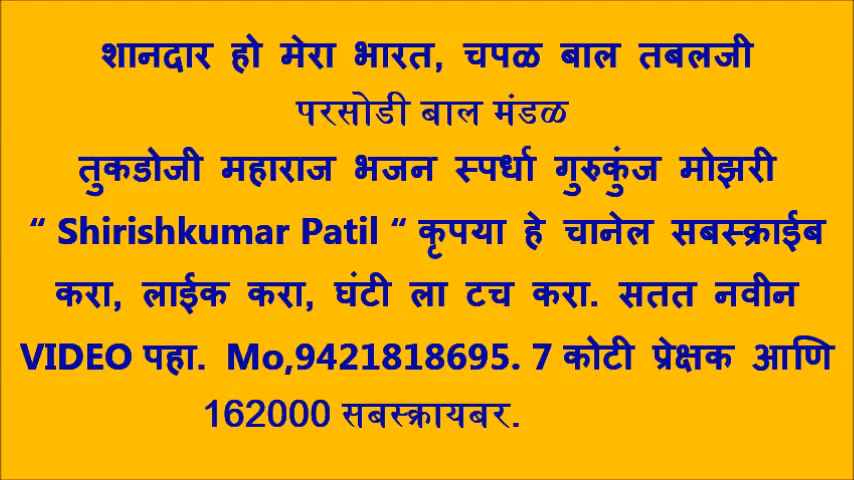 शानदार हो मेरा भारत, चपळ बाल तबलजी
परसोडी बाल मंडळ
तुकडोजी महाराज भजन स्पर्धा गुरुकुंज मोझरी
“ Shirishkumar Patil “ कृपया हे चानेल सबस्क्राईब
करा, लाईक करा, घंटी ला टच करा. सतत नवीन
VIDEO पहा. Mo,9421818695. 7 कोटी प्रेक्षक आणि
162000 सबस्क्रायबर.